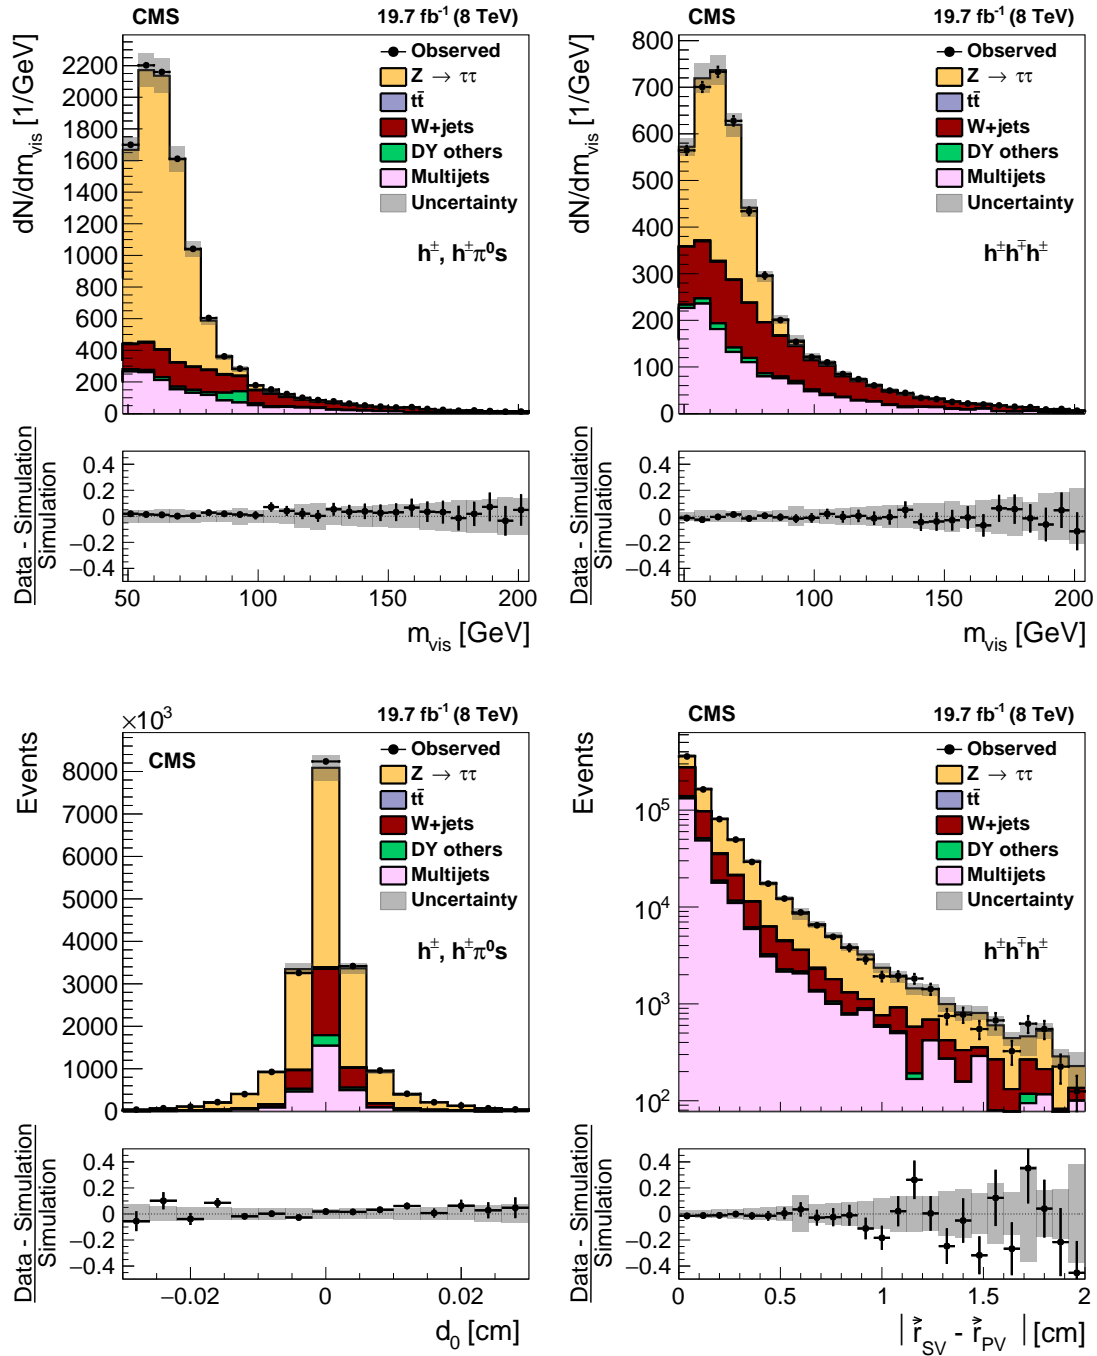 CMS 19.7 fb⁻¹ (8 TeV)
dN/dm_vis [1/GeV]
2200
2000
1800
1600
1400
1200
1000
800
600
400
200
0
Observed
Z → ττ
tt̄
W+jets
DY others
Multijets
Uncertainty
h±, h±π⁰s
Data - Simulation
Simulation
0.4
0.2
0
−0.2
−0.4
50 100 150 200
m_vis [GeV]
CMS 19.7 fb⁻¹ (8 TeV)
dN/dm_vis [1/GeV]
800
700
600
500
400
300
200
100
0
Observed
Z → ττ
tt̄
W+jets
DY others
Multijets
Uncertainty
h±h∓h±
Data - Simulation
Simulation
0.4
0.2
0
−0.2
−0.4
50 100 150 200
m_vis [GeV]
×10³ 19.7 fb⁻¹ (8 TeV)
CMS
Events
8000
7000
6000
5000
4000
3000
2000
1000
0
Observed
Z → ττ
tt̄
W+jets
DY others
Multijets
Uncertainty
h±, h±π⁰s
Data - Simulation
Simulation
0.4
0.2
0
−0.2
−0.4
−0.02 0 0.02
d₀ [cm]
CMS 19.7 fb⁻¹ (8 TeV)
Events
10⁵
10⁴
10³
10²
Observed
Z → ττ
tt̄
W+jets
DY others
Multijets
Uncertainty
h±h∓h±
Data - Simulation
Simulation
0.4
0.2
0
−0.2
−0.4
0 0.5 1 1.5 2
| r⃗_SV - r⃗_PV | [cm]